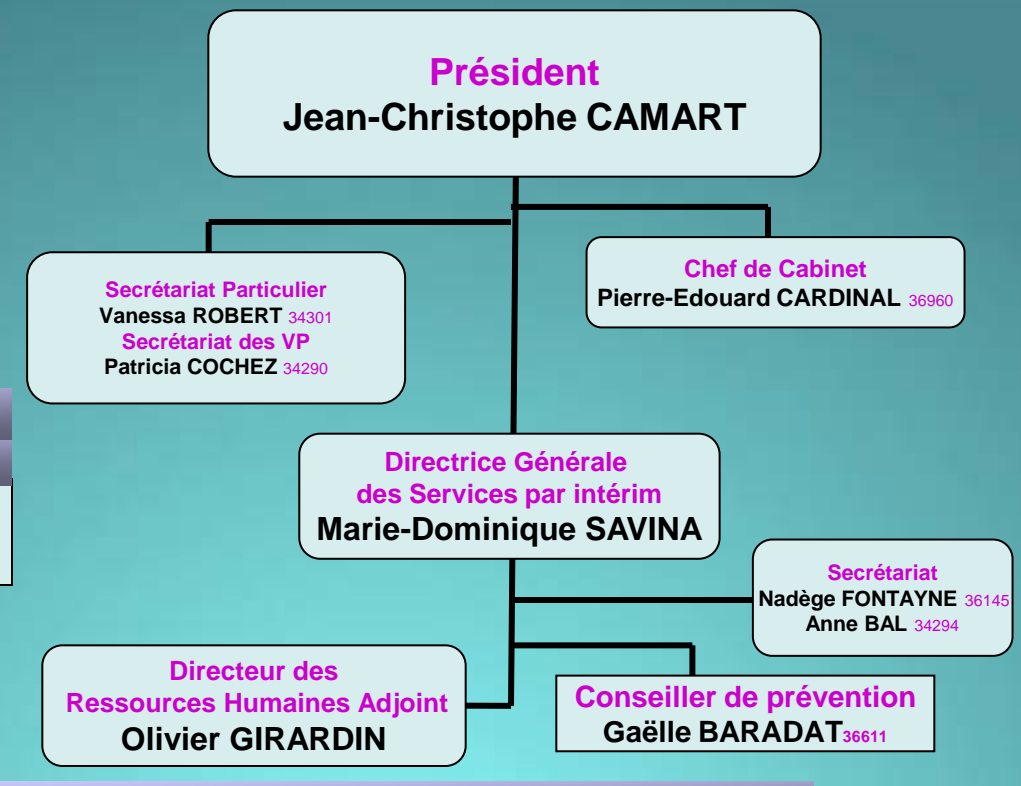 Président
Jean-Christophe CAMART
Secrétariat Particulier
Vanessa ROBERT 34301
Secrétariat des VP
Patricia COCHEZ 34290
Chef de Cabinet
Pierre-Edouard CARDINAL 36960
Directrice Générale
des Services par intérim
Marie-Dominique SAVINA
Secrétariat
Nadège FONTAYNE 36145
Anne BAL 34294
Directeur des
Ressources Humaines Adjoint
Olivier GIRARDIN
Conseiller de prévention
Gaëlle BARADAT36611